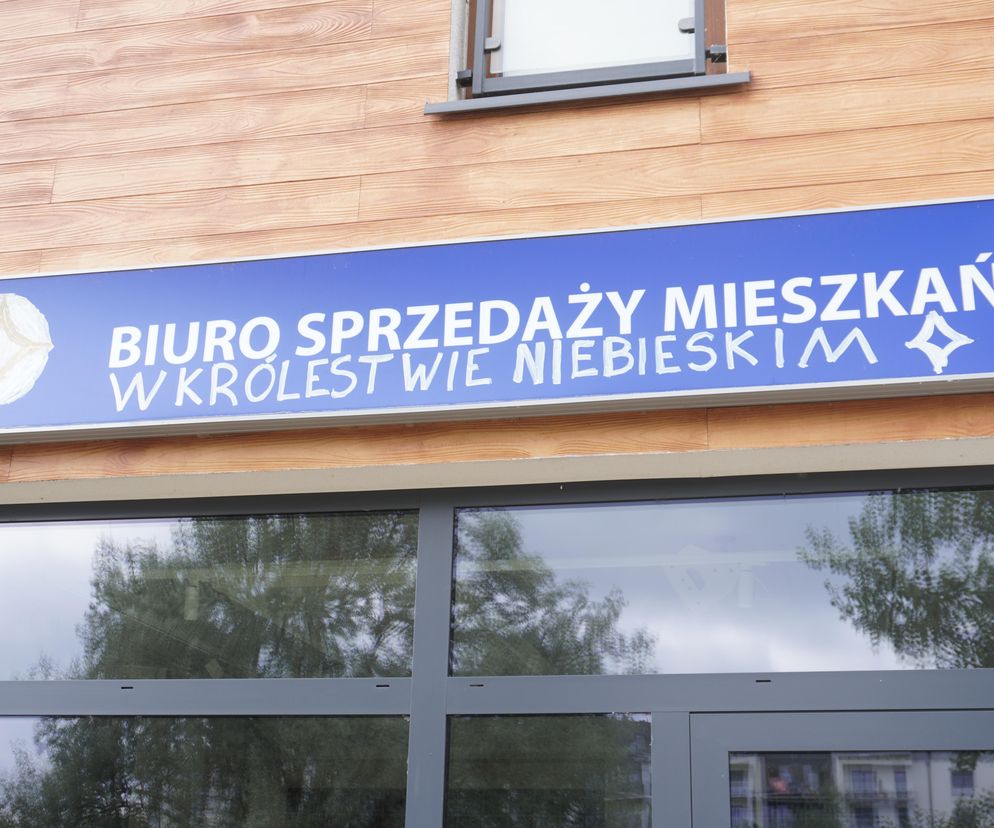 BIURO SPRZEDAŻY MIESZKAŃ
W KRÓLESTWIE NIEBIESKIM